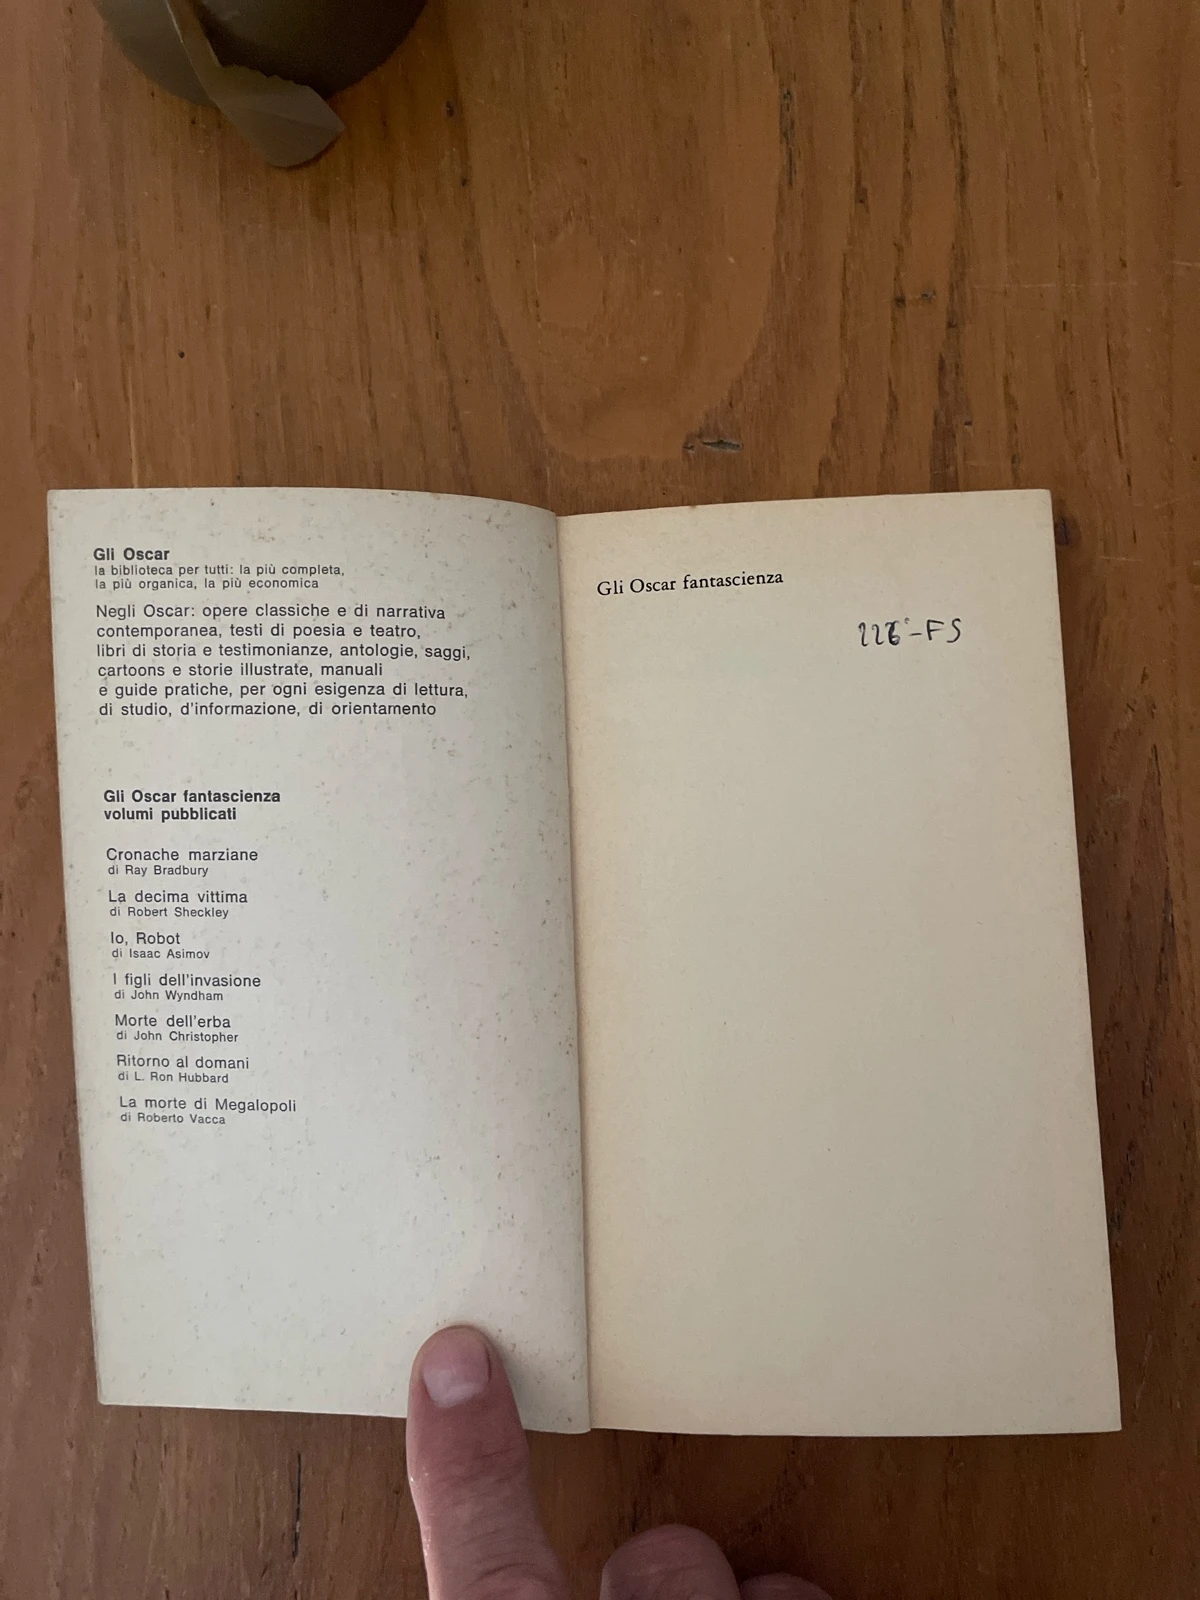 Gli Oscar
la biblioteca per tutti: la più completa,
la più organica, la più economica
Negli Oscar: opere classiche e di narrativa
contemporanea, testi di poesia e teatro,
libri di storia e testimonianze, antologie, saggi,
cartoons e storie illustrate, manuali
e guide pratiche, per ogni esigenza di lettura,
di studio, d'informazione, di orientamento
Gli Oscar fantascienza
volumi pubblicati
Cronache marziane
di Ray Bradbury
La decima vittima
di Robert Sheckley
Io, Robot
di Isaac Asimov
I figli dell'invasione
di John Wyndham
Morte dell'erba
di John Christopher
Ritorno al domani
di L. Ron Hubbard
La morte di Megalopoli
di Roberto Vacca
Gli Oscar fantascienza